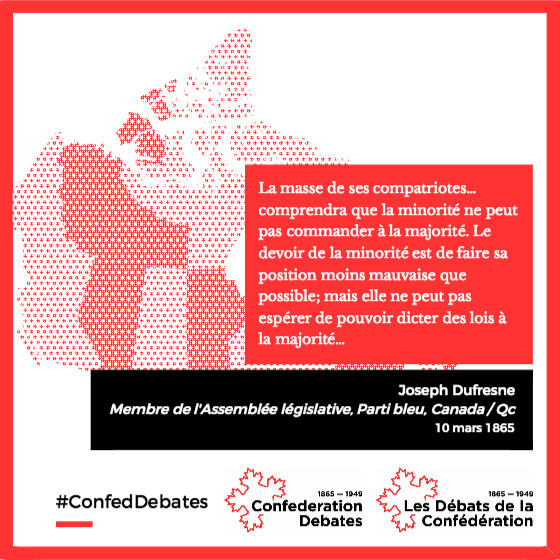 La masse de ses compatriotes...
comprendra que la minorité ne peut
pas commander à la majorité. Le
devoir de la minorité est de faire sa
position moins mauvaise que
possible; mais elle ne peut pas
espérer de pouvoir dicter des lois à
la majorité...
Joseph Dufresne
Membre de l'Assemblée législative, Parti bleu, Canada / Qc
10 mars 1865
#ConfedDebates
1865 — 1949
Confederation
Debates
1865 — 1949
Les Débats de la
Confédération